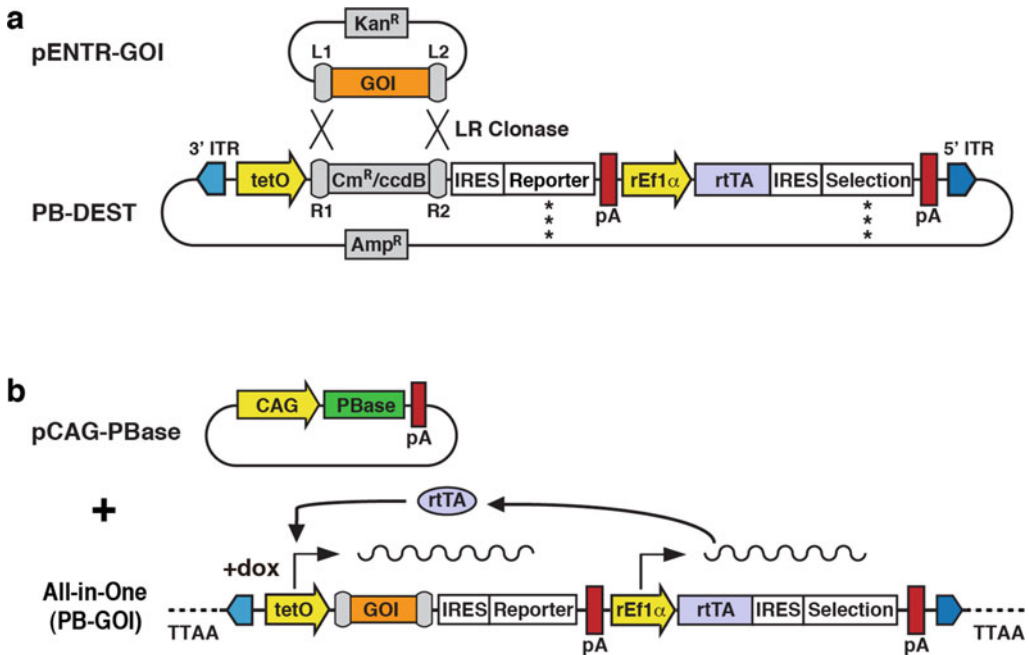 a
pENTR-GOI
Kan^R
L1 L2
GOI
LR Clonase
3' ITR 5' ITR
tetO Cm^R/ccdB IRES Reporter rEf1α rtTA IRES Selection
R1 R2 pA pA
PB-DEST
* *
* *
* *
Amp^R
b
pCAG-PBase
CAG PBase
pA
+
rtTA
+dox
All-in-One
(PB-GOI)
tetO GOI IRES Reporter rEf1α rtTA IRES Selection
TTAA pA pA TTAA